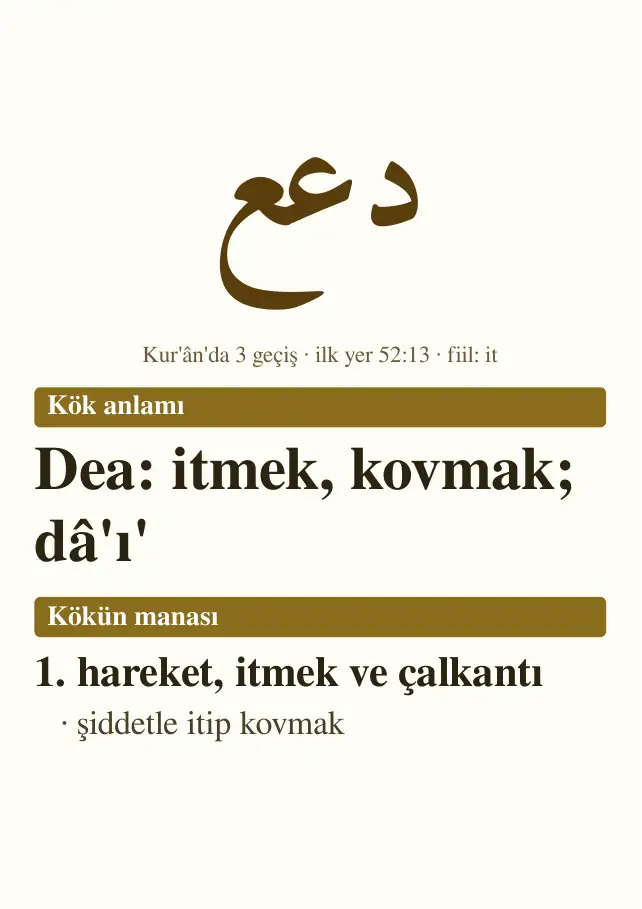 دعع
Kur'ân'da 3 geçiş · ilk yer 52:13 · fiil: it
Kök anlamı
Dea: itmek, kovmak;
dâ'ı'
Kökün manası
1. hareket, itmek ve çalkantı
· şiddetle itip kovmak